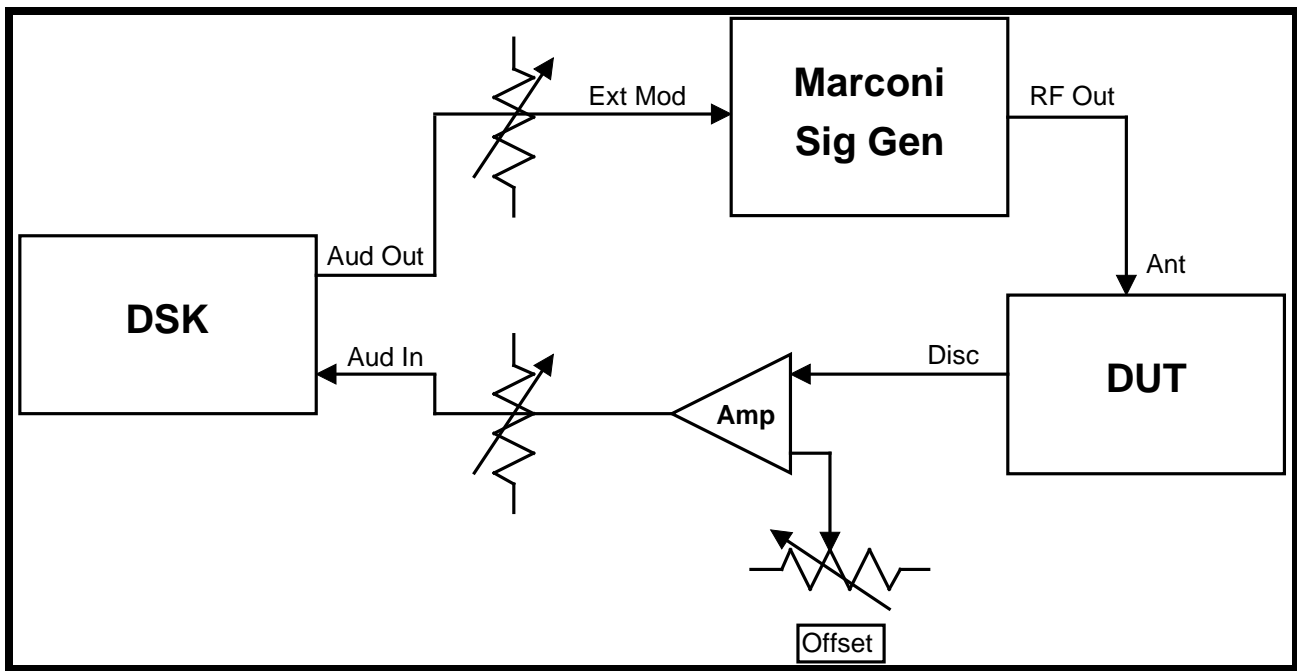 Marconi
Sig Gen
Ext Mod
RF Out
Aud Out
Ant
DSK
Aud In
Disc
DUT
Amp
Offset